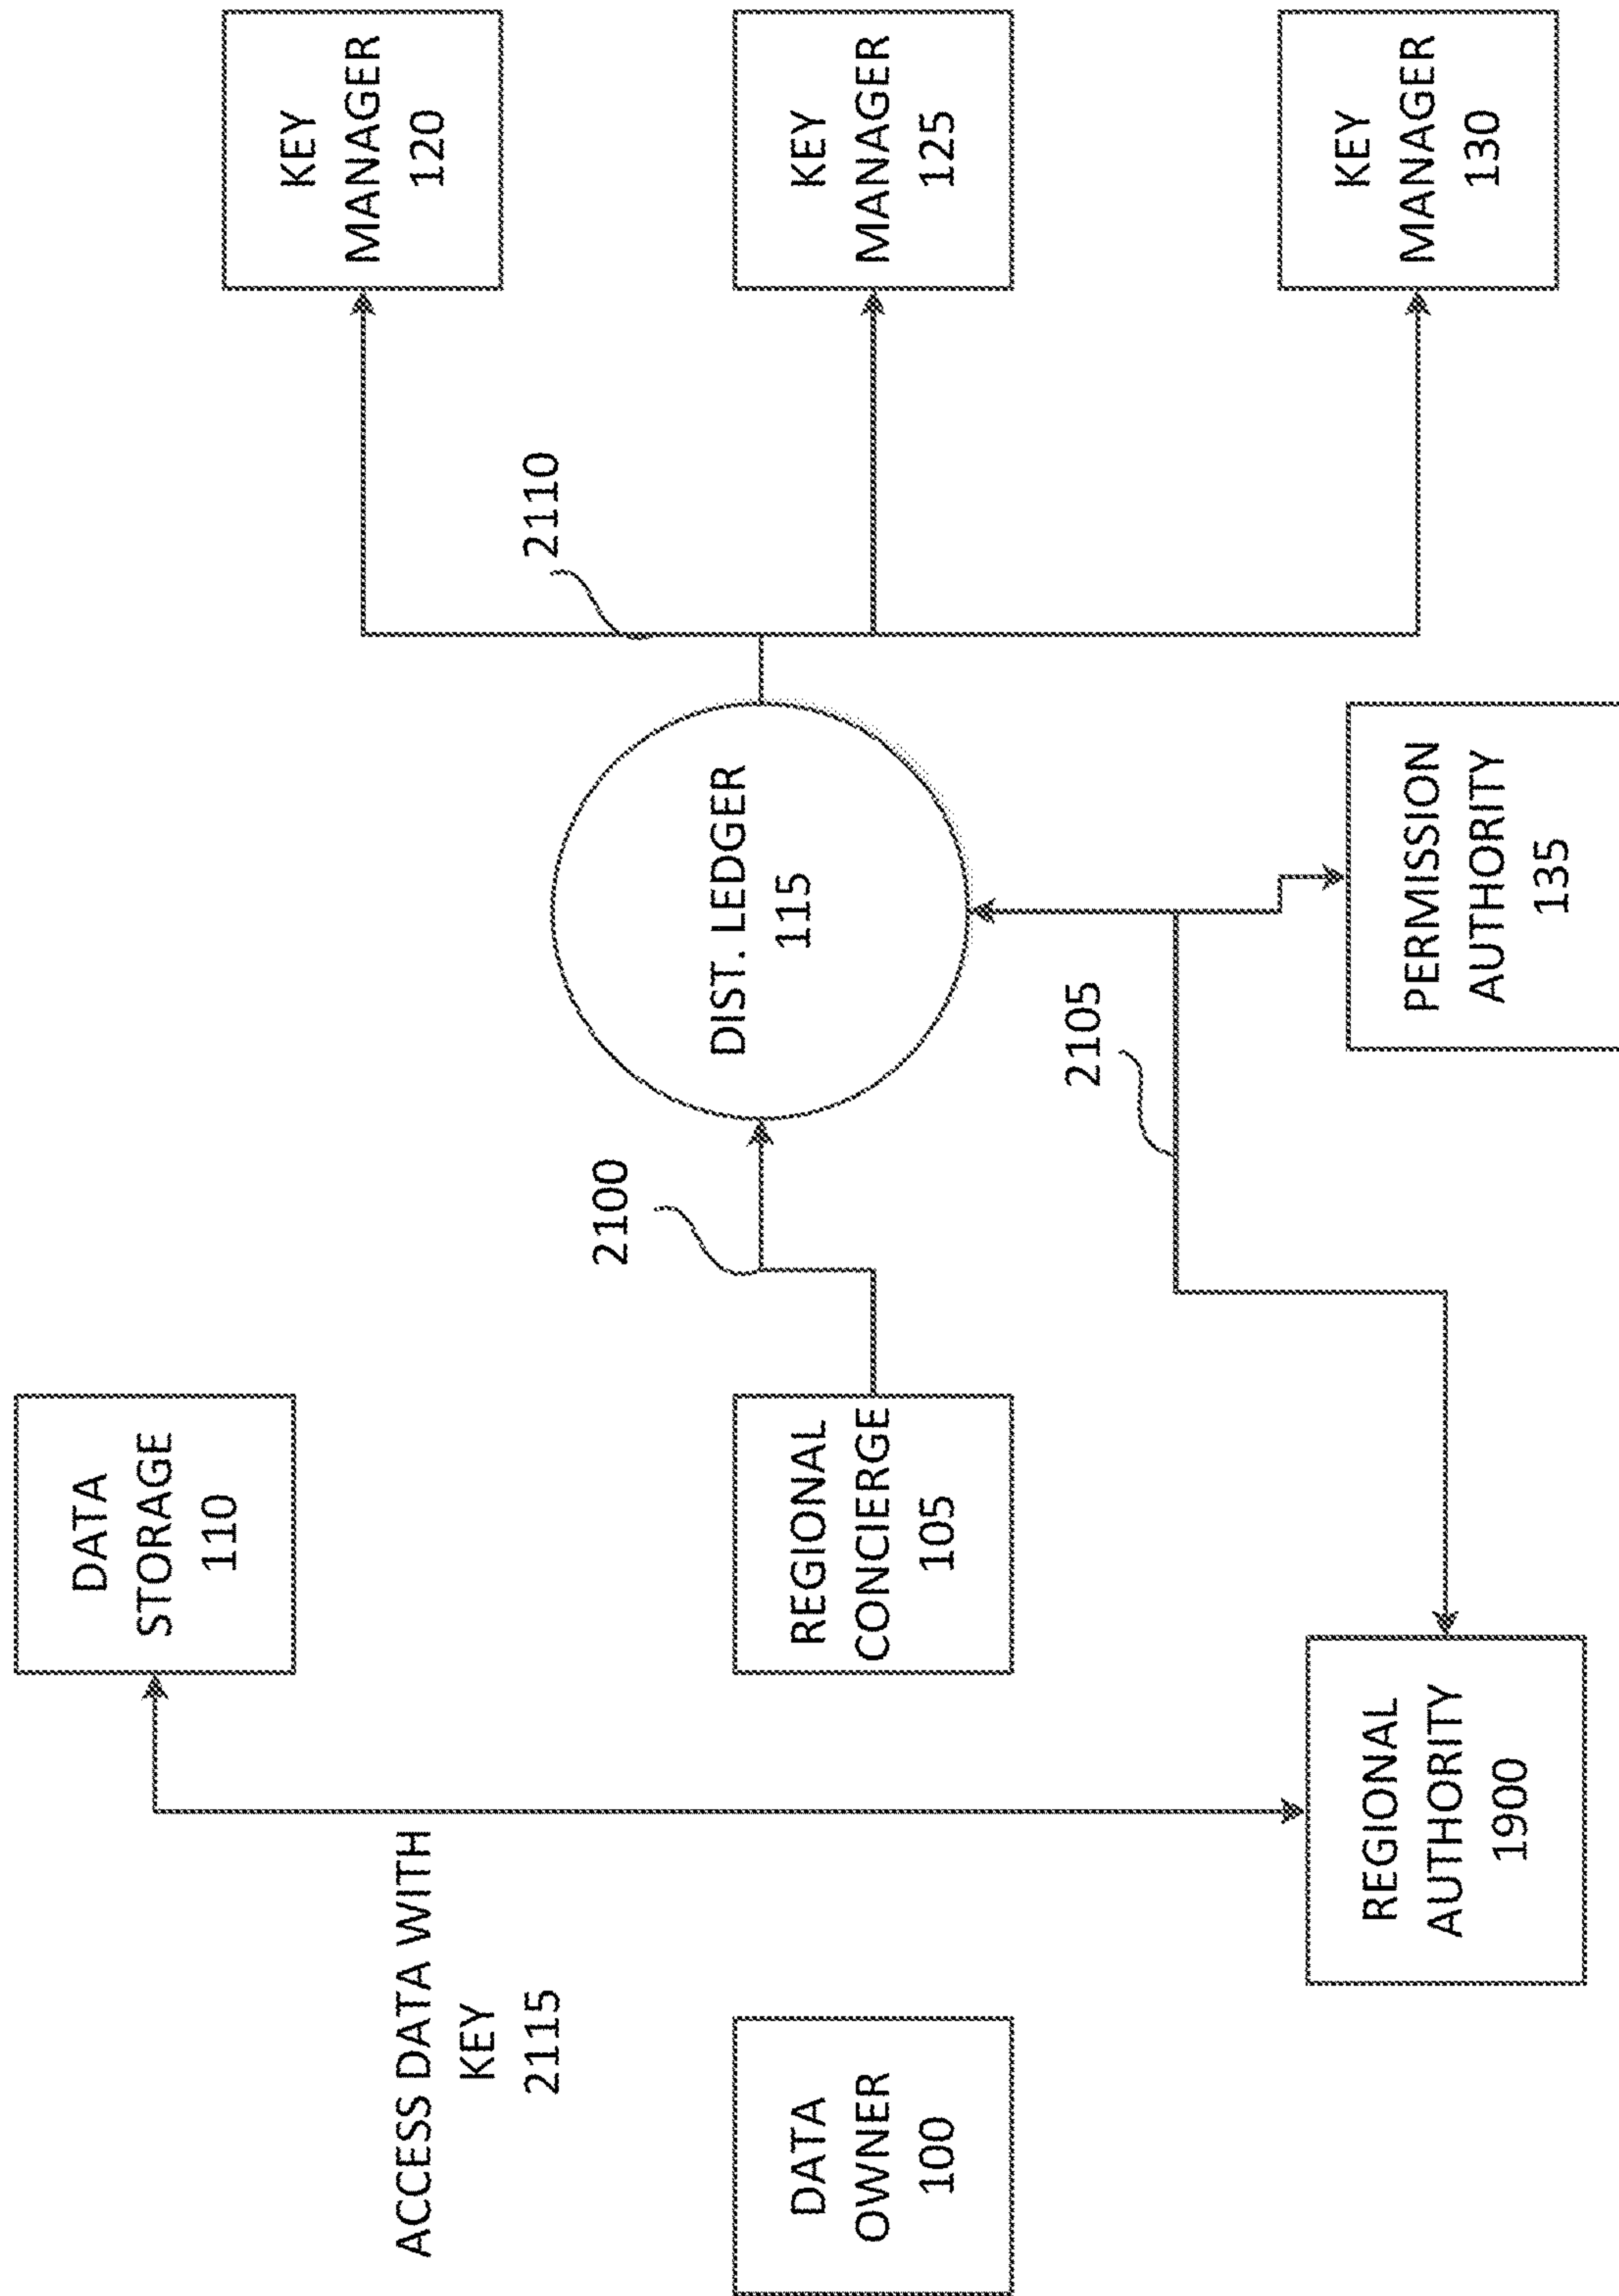 DATA
STORAGE
110
KEY
MANAGER
120
ACCESS DATA WITH
KEY
2115
2110
2100
DIST. LEDGER
115
DATA
OWNER
100
REGIONAL
CONCIERGE
105
KEY
MANAGER
125
2105
REGIONAL
AUTHORITY
1900
PERMISSION
AUTHORITY
135
KEY
MANAGER
130